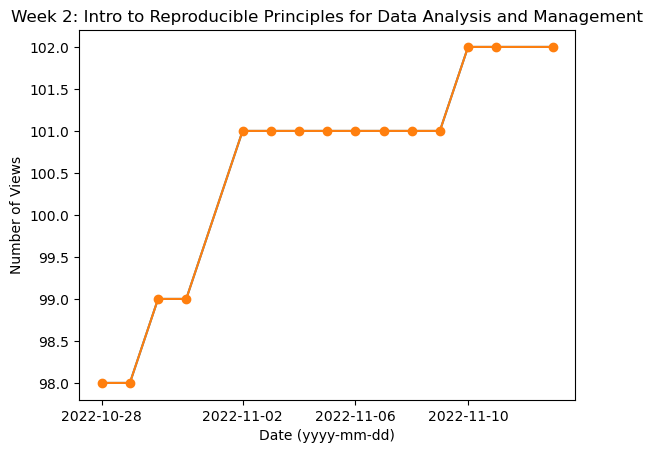 Week 2: Intro to Reproducible Principles for Data Analysis and Management
102.0
101.5
101.0
100.5
100.0
99.5
99.0
98.5
98.0
Number of Views
2022-10-28 2022-11-02 2022-11-06 2022-11-10
Date (yyyy-mm-dd)